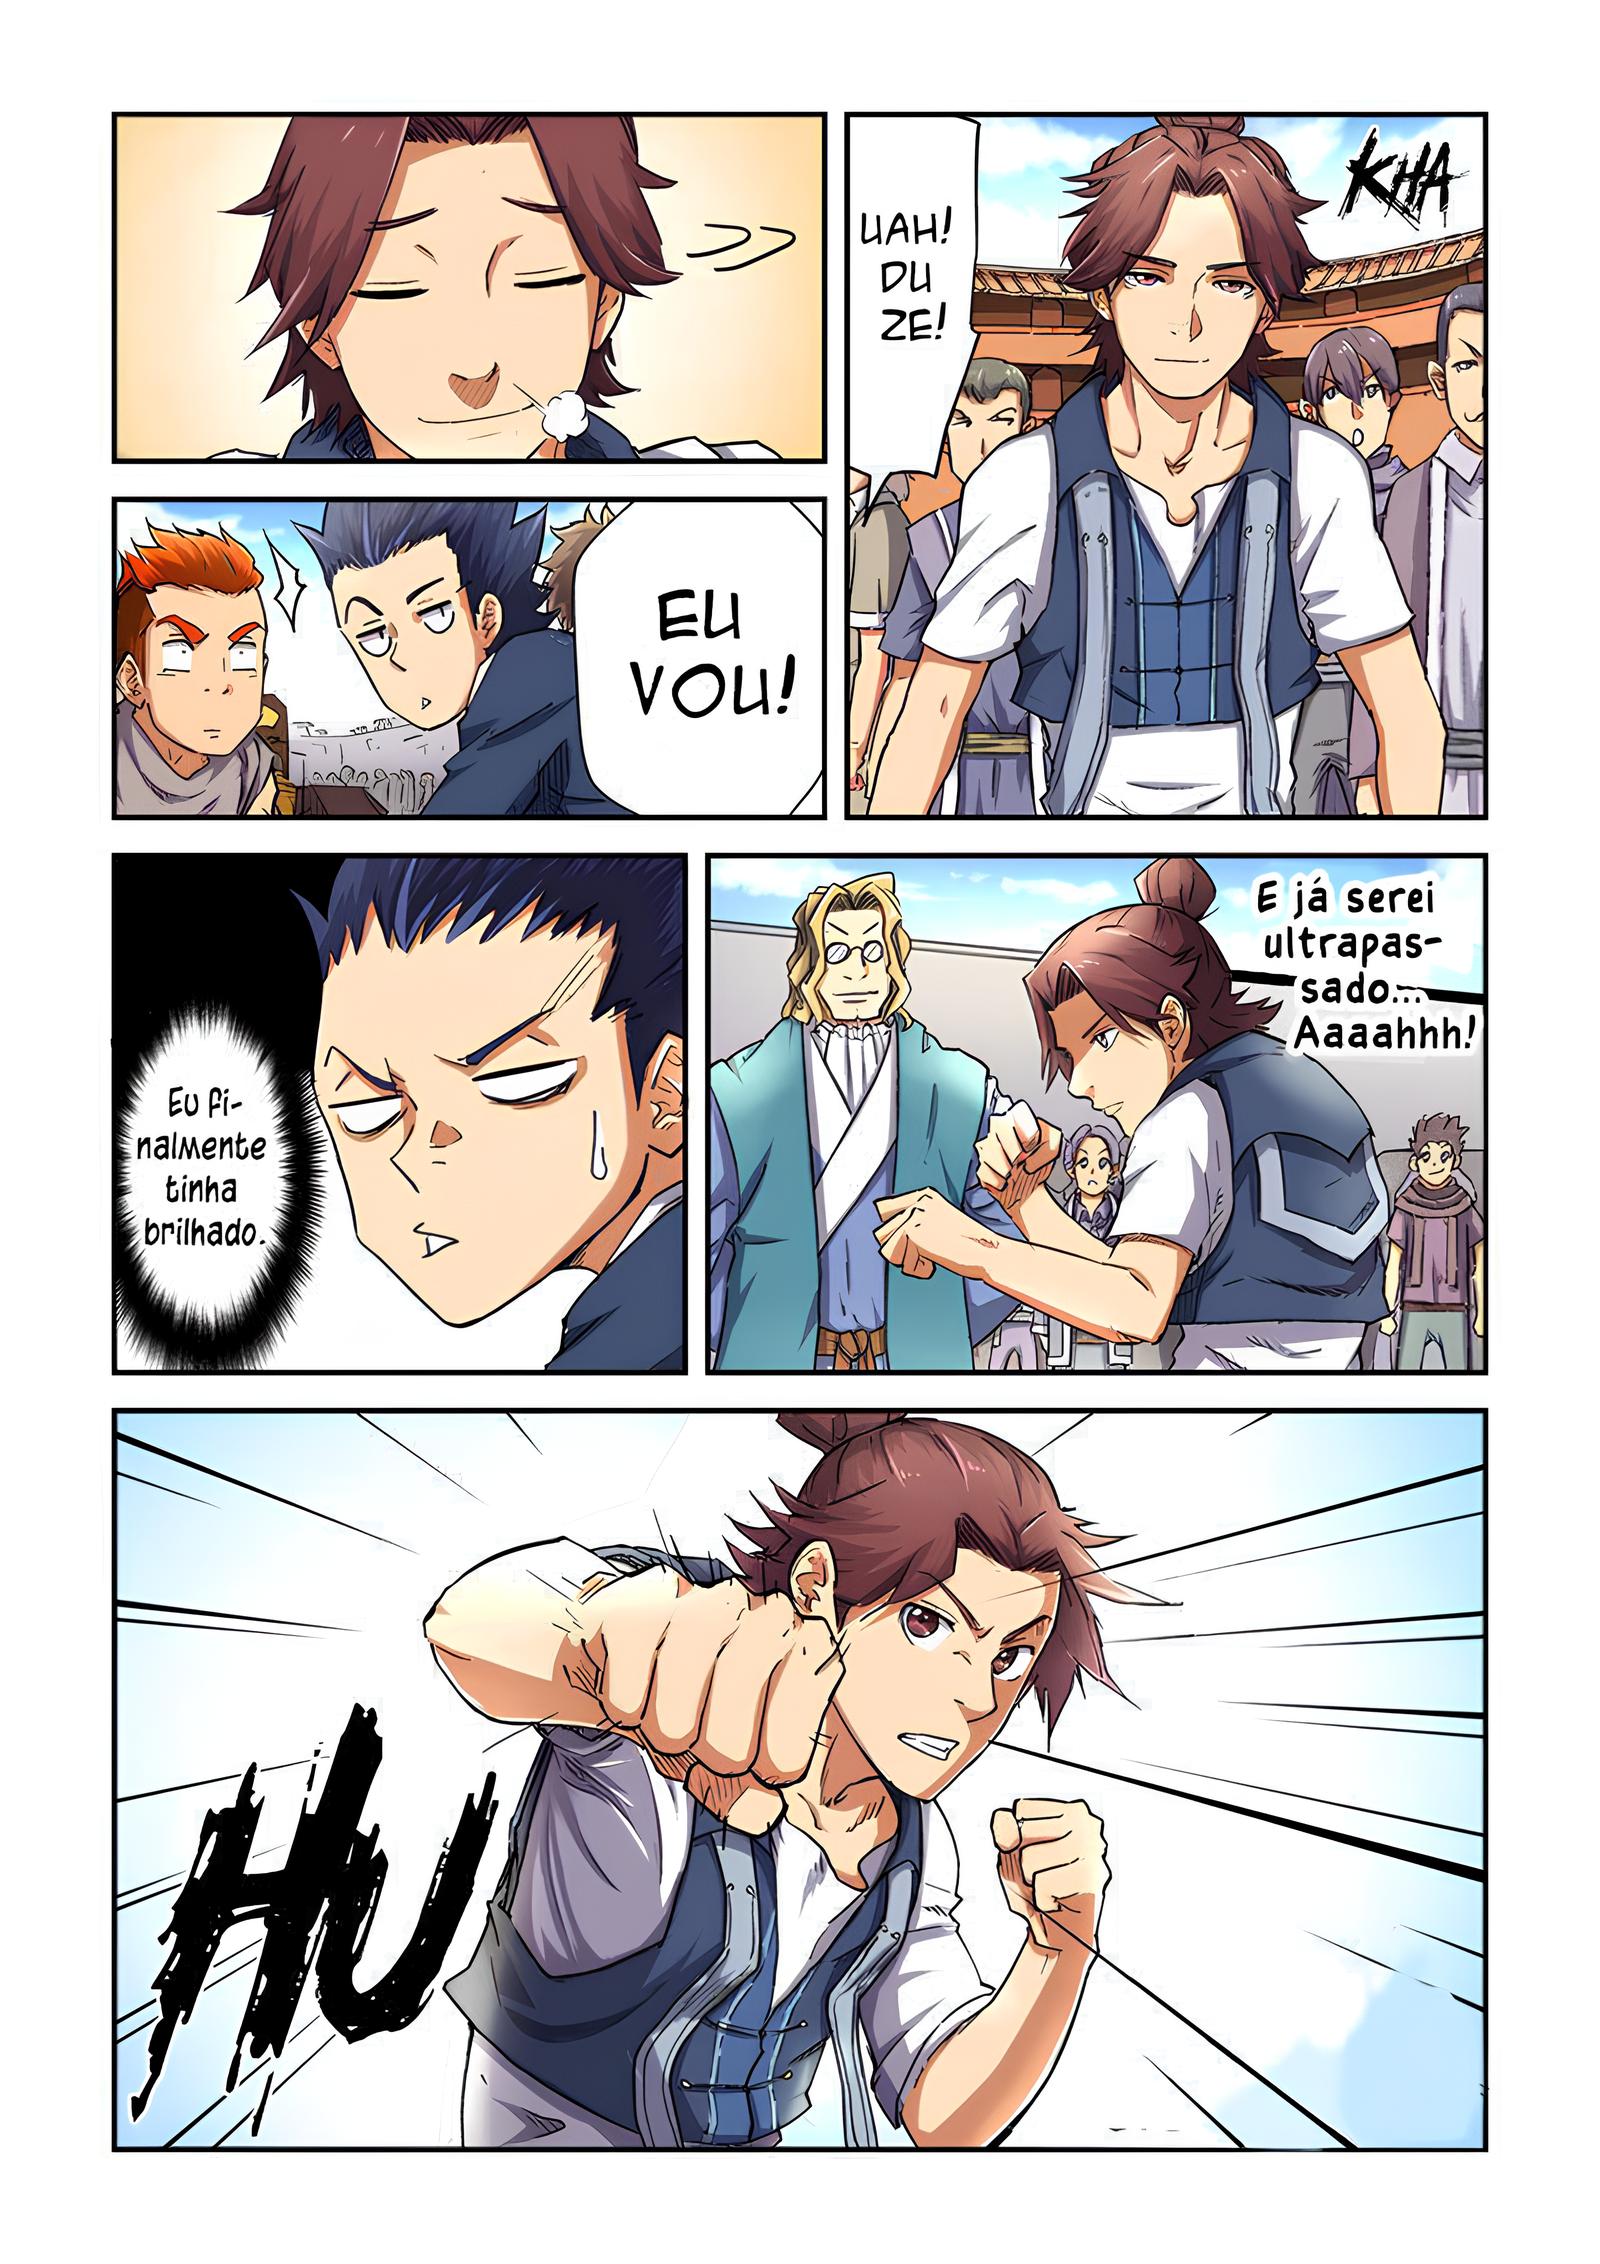 EU
VOU!
UAH!
DU
ZE!
KHA
Eu fi-
nalmente
tinha
brilhado.
E já serei
ultrapas-
sado...
Aaaahhh!
HU